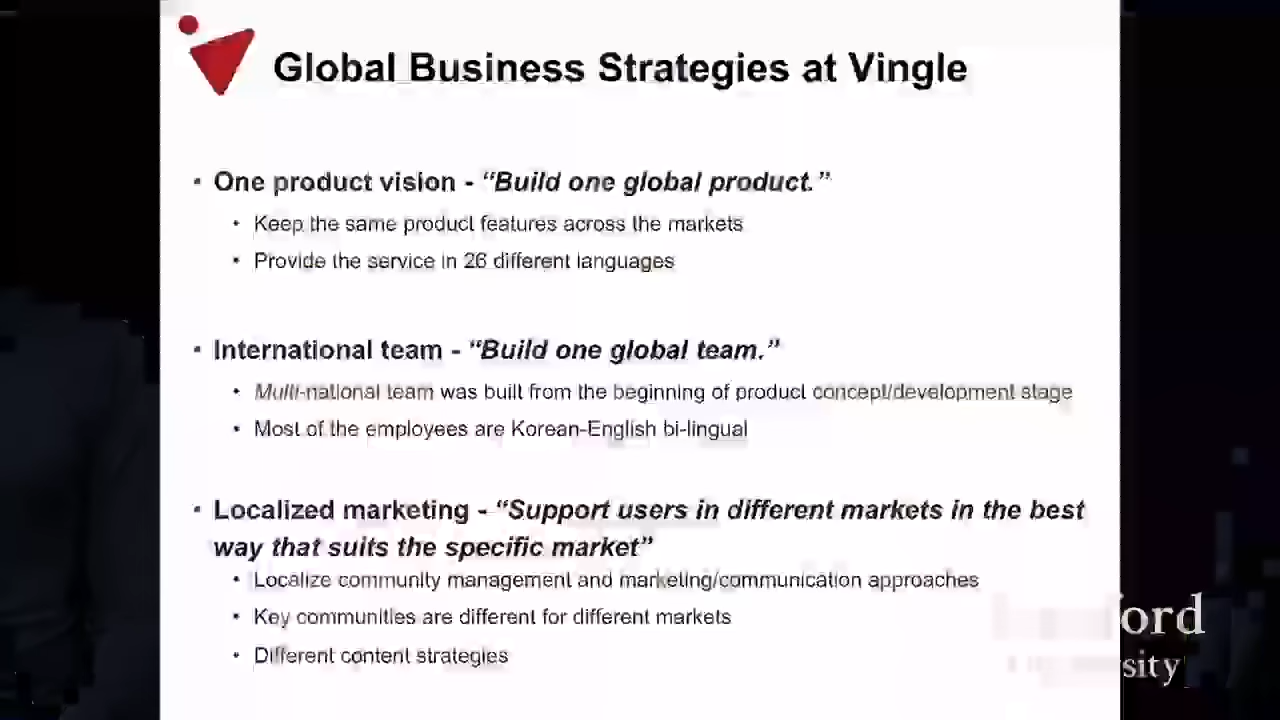 Global Business Strategies at Vingle
· One product vision - “Build one global product.”
• Keep the same product features across the markets
• Provide the service in 26 different languages
· International team - “Build one global team.”
• Multi-national team was built from the beginning of product concept/development stage
• Most of the employees are Korean-English bi-lingual
· Localized marketing - “Support users in different markets in the best
way that suits the specific market”
• Localize community management and marketing/communication approaches
• Key communities are different for different markets
• Different content strategies